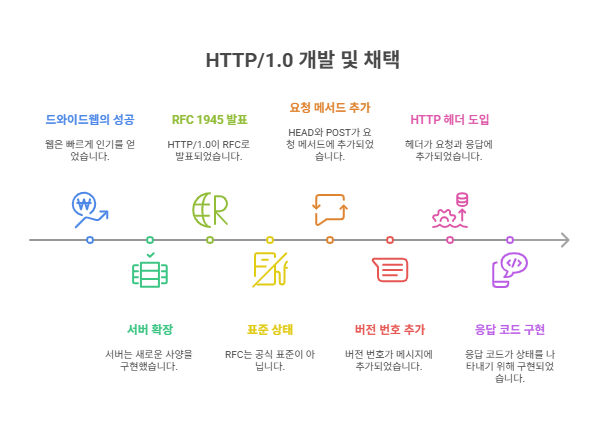 HTTP/1.0 개발 및 채택
드와이드웹의 성공
웹은 빠르게 인기를 얻
었습니다.
RFC 1945 발표
HTTP/1.0이 RFC로
발표되었습니다.
요청 메서드 추가
HEAD와 POST가 요
청 메서드에 추가되었
습니다.
HTTP 헤더 도입
헤더가 요청과 응답에
추가되었습니다.
서버 확장
서버는 새로운 사양을
구현했습니다.
표준 상태
RFC는 공식 표준이 아
닙니다.
버전 번호 추가
버전 번호가 메시지에
추가되었습니다.
응답 코드 구현
응답 코드가 상태를 나
타내기 위해 구현되었
습니다.